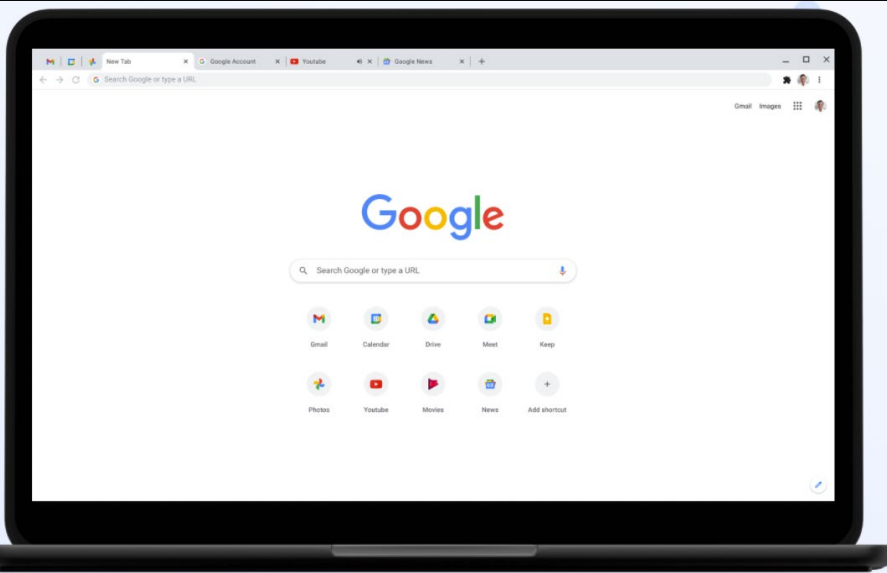 New Tab Google Account Youtube Google News
Search Google or type a URL
Gmail Images
Google
Search Google or type a URL
Gmail Calendar Drive Meet Keep
Photos Youtube Movies News Add shortcut